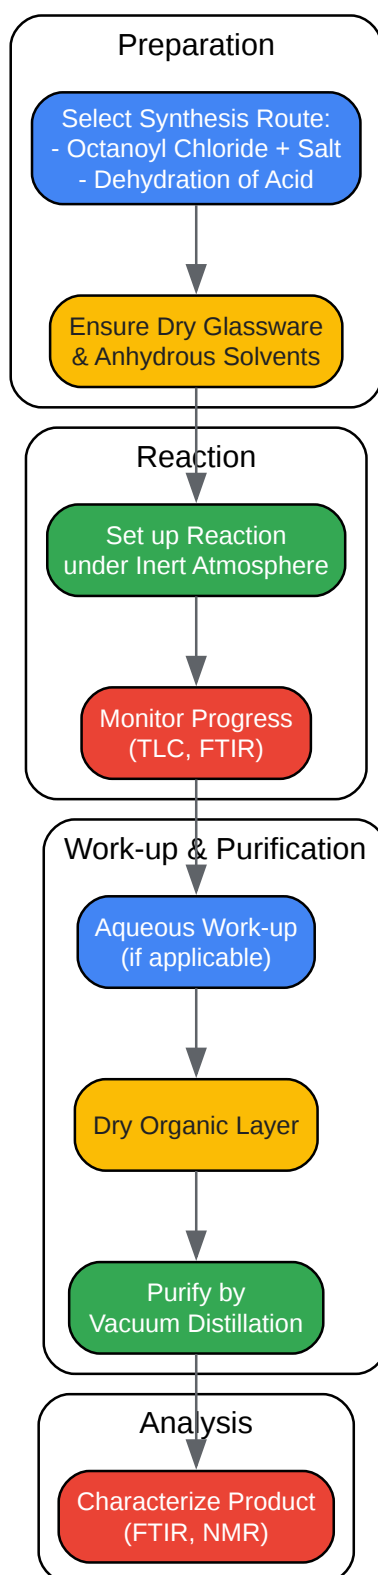 Preparation
Select Synthesis Route:
- Octanoyl Chloride + Salt
- Dehydration of Acid
Ensure Dry Glassware
& Anhydrous Solvents
Reaction
Set up Reaction
under Inert Atmosphere
Monitor Progress
(TLC, FTIR)
Work-up & Purification
Aqueous Work-up
(if applicable)
Dry Organic Layer
Purify by
Vacuum Distillation
Analysis
Characterize Product
(FTIR, NMR)